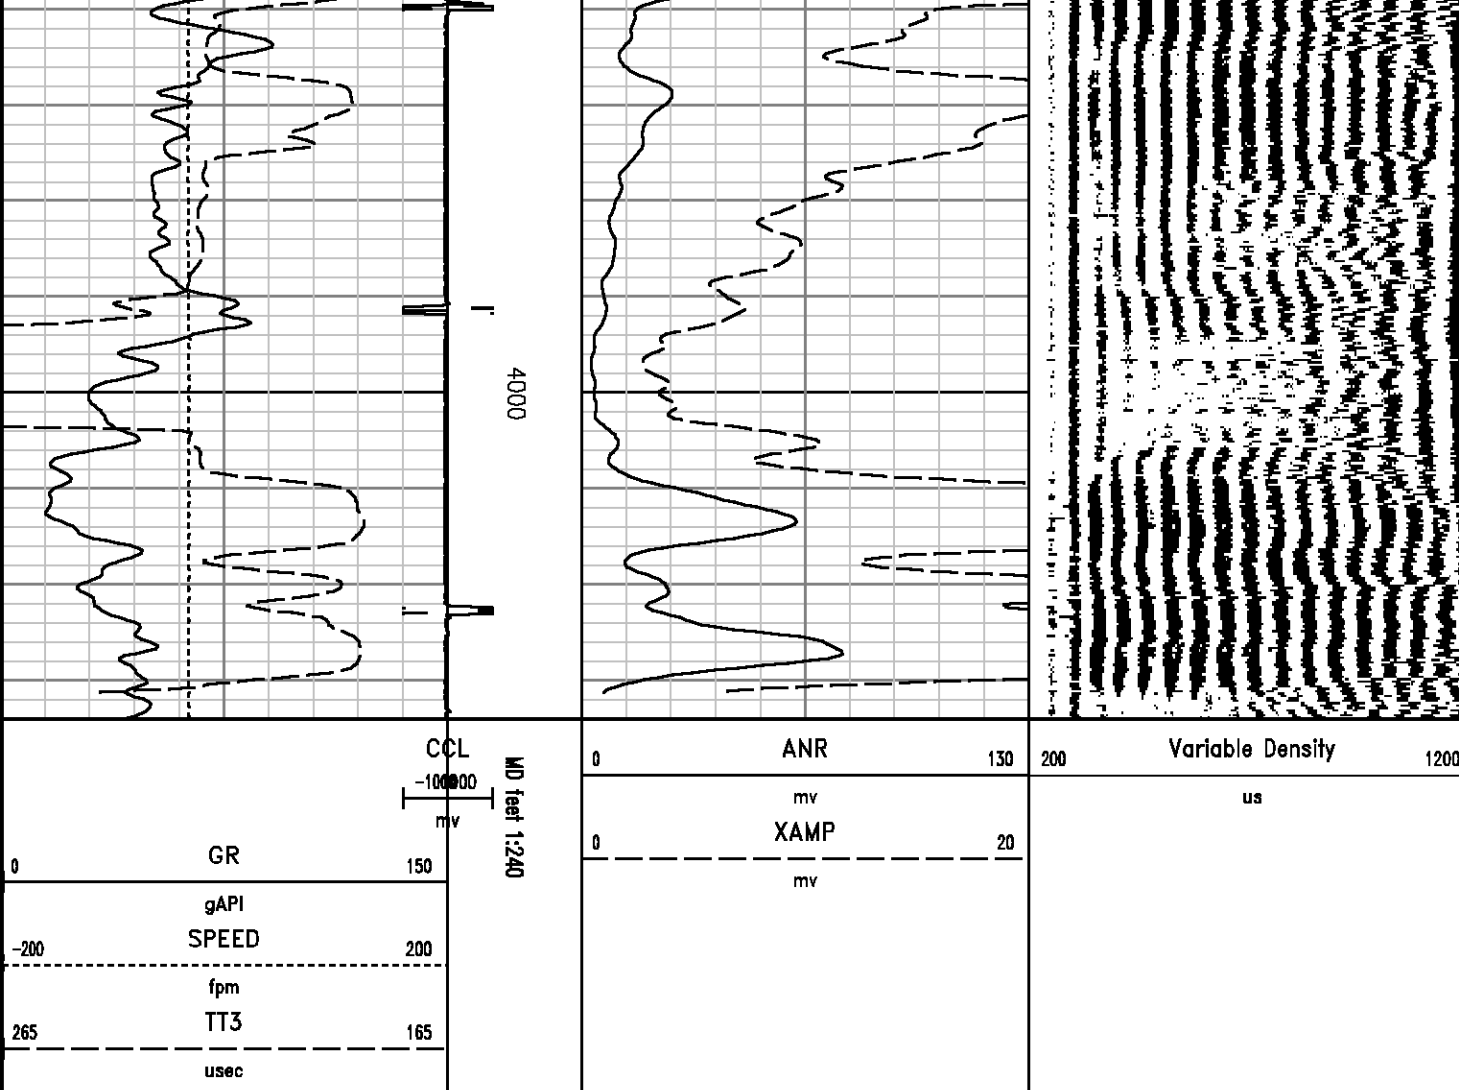 4000
CCL
mv
MD feet 1:240
0 GR 150
gAPI
-200 SPEED 200
fpm
265 TT3 165
usec
0 ANR 130
mv
0 XAMP 20
mv
200 Variable Density 1200
us